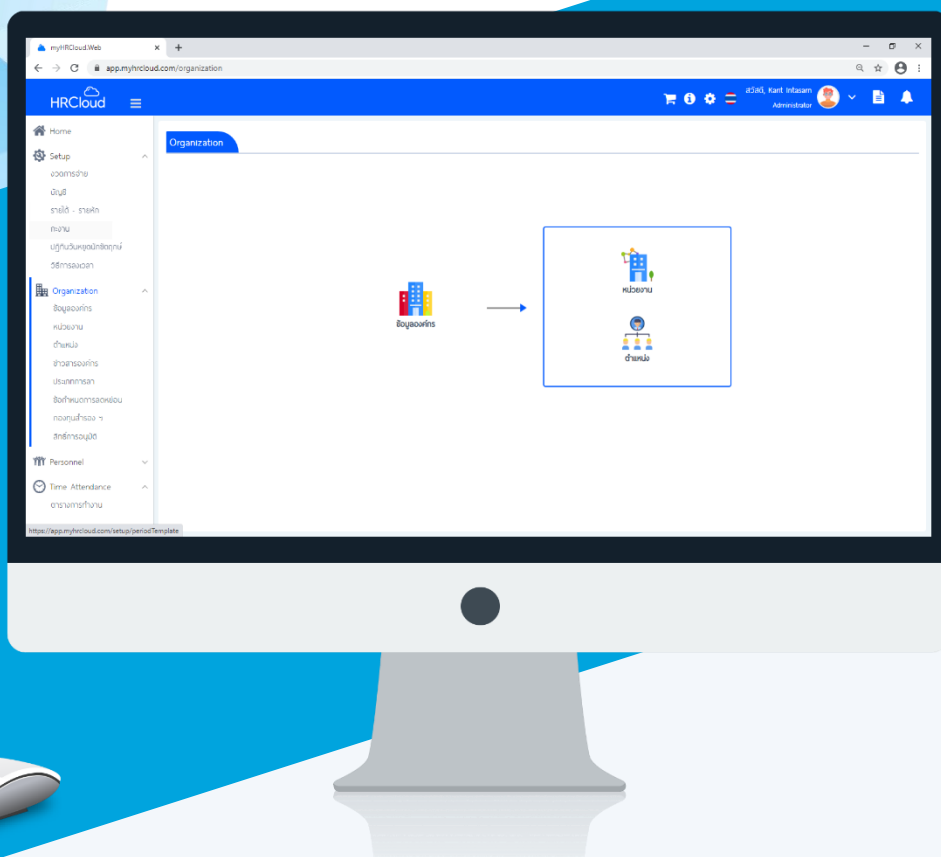 myHRCloud.Web
app.myhrcloud.com/organization
HRCloud
สวัสดี, Kant Intasarn
Administrator
Home
Setup
งวดการจ่าย
บัญชี
รายได้ - รายหัก
กะงาน
ปฏิทินวันหยุดนักขัตฤกษ์
วิธีการลงเวลา
Organization
ข้อมูลองค์กร
หน่วยงาน
ตำแหน่ง
ข่าวสารองค์กร
ประเภทการลา
ข้อกำหนดการลดหย่อน
กองทุนสำรอง ฯ
สิทธิ์การอนุมัติ
Personnel
Time Attendance
ตารางการทำงาน
https://app.myhrcloud.com/setup/periodTemplate
Organization
ข้อมูลองค์กร
หน่วยงาน
ตำแหน่ง